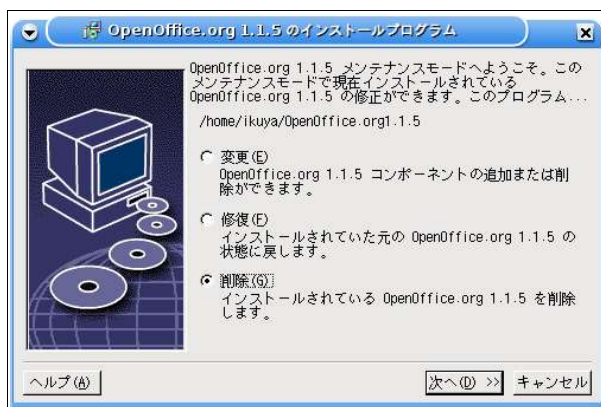 OpenOffice.org 1.1.5 のインストールプログラム
OpenOffice.org 1.1.5 メンテナンスモードへようこそ。この
メンテナンスモードで現在インストールされている
OpenOffice.org 1.1.5 の修正ができます。このプログラム...
/home/ikuya/OpenOffice.org1.1.5
変更(E)
OpenOffice.org 1.1.5 コンポーネントの追加または削
除ができます。
修復(F)
インストールされていた元の OpenOffice.org 1.1.5 の
状態に戻します。
削除(G)
インストールされている OpenOffice.org 1.1.5 を削除
します。
ヘルプ(A)
次へ(D) >>
キャンセル